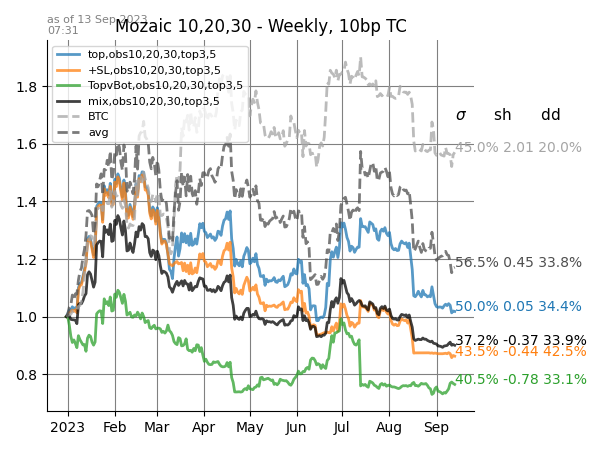 as of 13 Sep 2023
07:31
Mozaic 10,20,30 - Weekly, 10bp TC
top,obs10,20,30,top3,5
+SL,obs10,20,30,top3,5
TopvBot,obs10,20,30,top3,5
mix,obs10,20,30,top3,5
BTC
avg
σ sh dd
45.0% 2.01 20.0%
56.5% 0.45 33.8%
50.0% 0.05 34.4%
37.2% -0.37 33.9%
43.5% -0.44 42.5%
40.5% -0.78 33.1%
1.8
1.6
1.4
1.2
1.0
0.8
2023 Feb Mar Apr May Jun Jul Aug Sep